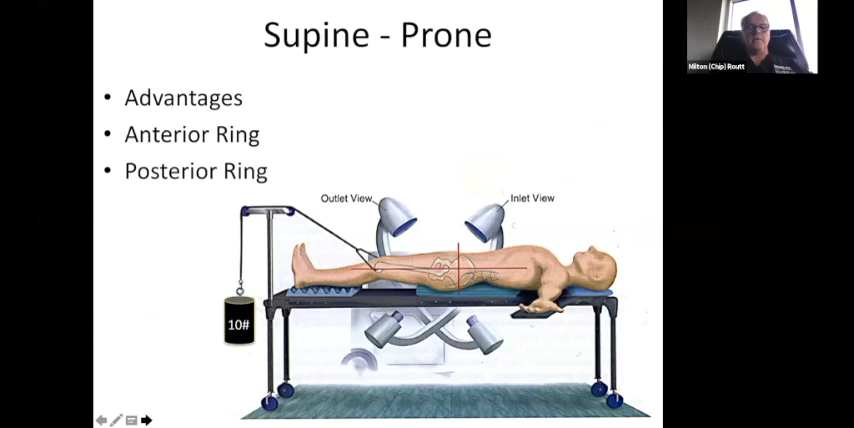 Supine - Prone
• Advantages
• Anterior Ring
• Posterior Ring
Outlet View
Inlet View
10#
Milton (Chip) Routt